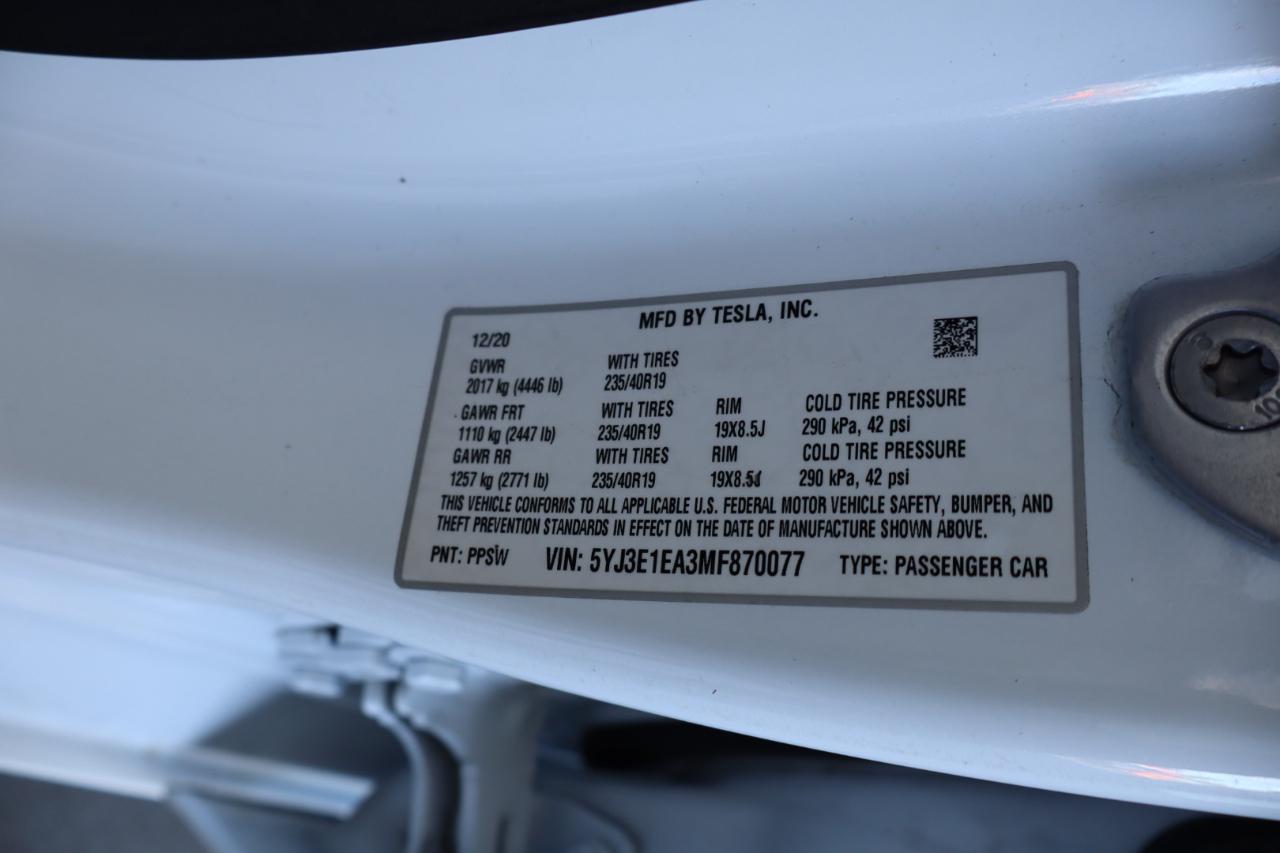 MFD BY TESLA, INC.
12/20
GVWR WITH TIRES
2017 kg (4446 lb) 235/40R19
GAWR FRT WITH TIRES RIM COLD TIRE PRESSURE
1110 kg (2447 lb) 235/40R19 19X8.5J 290 kPa, 42 psi
GAWR RR WITH TIRES RIM COLD TIRE PRESSURE
1257 kg (2771 lb) 235/40R19 19X8.5J 290 kPa, 42 psi
THIS VEHICLE CONFORMS TO ALL APPLICABLE U.S. FEDERAL MOTOR VEHICLE SAFETY, BUMPER, AND
THEFT PREVENTION STANDARDS IN EFFECT ON THE DATE OF MANUFACTURE SHOWN ABOVE.
PNT: PPSW VIN: 5YJ3E1EA3MF870077 TYPE: PASSENGER CAR